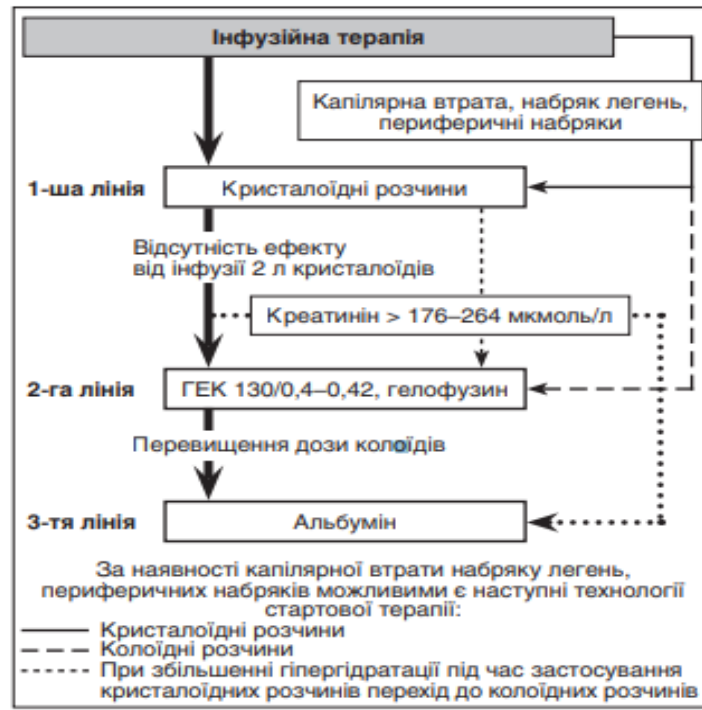 Інфузійна терапія
Капілярна втрата, набряк легень,
периферичні набряки
1-ша лінія
Кристалоїдні розчини
Відсутність ефекту
від інфузії 2 л кристалоїдів
Креатинін > 176–264 мкмоль/л
2-га лінія
ГЕК 130/0,4–0,42, гелофузин
Перевищення дози колоїдів
3-тя лінія
Альбумін
За наявності капілярної втрати набряку легень,
периферичних набряків можливими є наступні технології
стартової терапії:
Кристалоїдні розчини
Колоїдні розчини
При збільшенні гіпергідратації під час застосування
кристалоїдних розчинів перехід до колоїдних розчинів